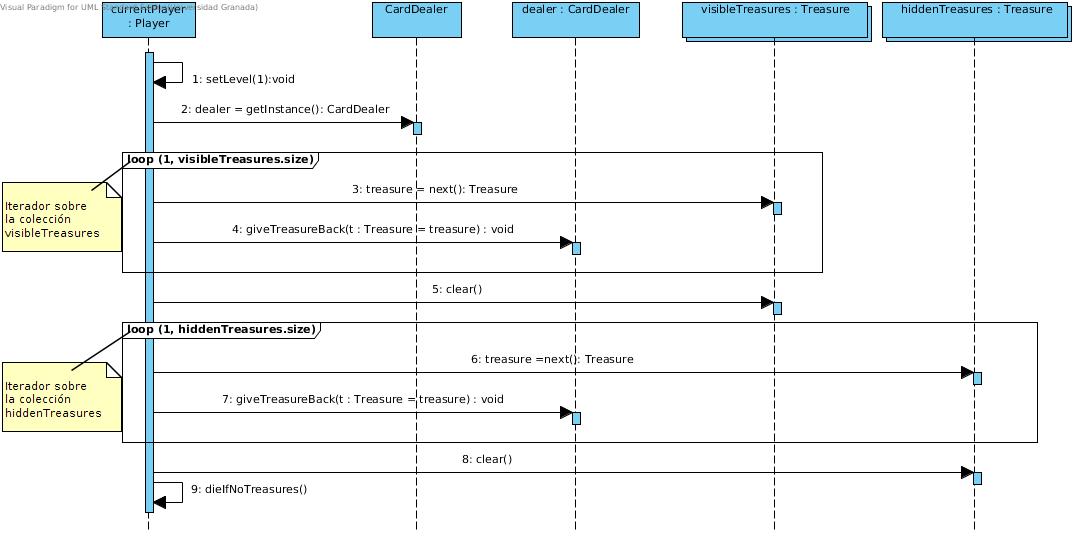 Visual Paradigm for UML Standard Edition(Universidad Granada)
currentPlayer
: Player
CardDealer
dealer : CardDealer
visibleTreasures : Treasure
hiddenTreasures : Treasure
1: setLevel(1):void
2: dealer = getInstance(): CardDealer
loop (1, visibleTreasures.size)
3: treasure = next(): Treasure
Iterador sobre
la colección
visibleTreasures
4: giveTreasureBack(t : Treasure = treasure) : void
5: clear()
loop (1, hiddenTreasures.size)
6: treasure =next(): Treasure
Iterador sobre
la colección
hiddenTreasures
7: giveTreasureBack(t : Treasure = treasure) : void
8: clear()
9: dieIfNoTreasures()